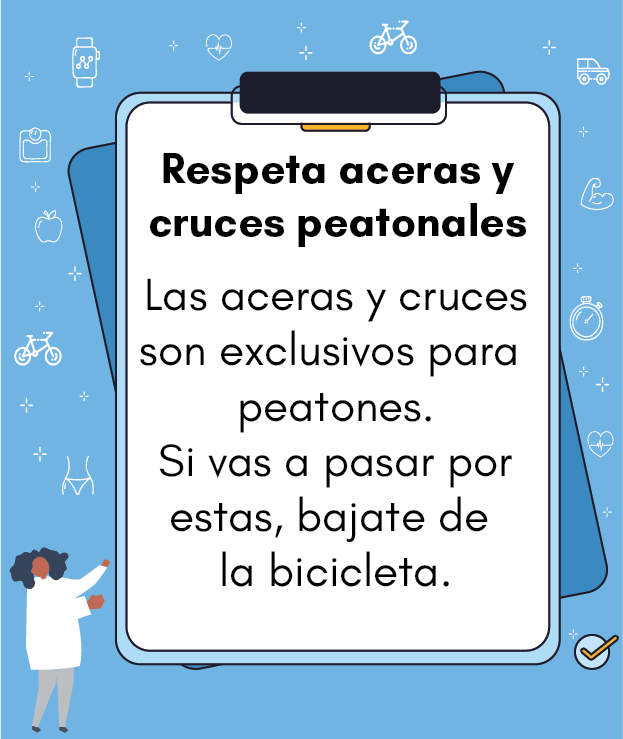 Respeta aceras y
cruces peatonales
Las aceras y cruces
son exclusivos para
peatones.
Si vas a pasar por
estas, bajate de
la bicicleta.